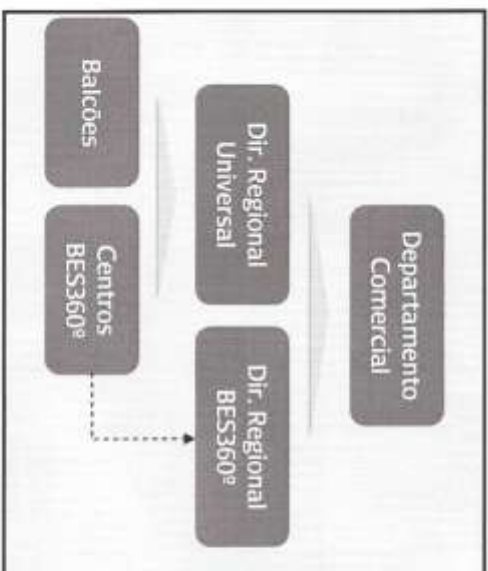 Departamento
Comercial
Dir. Regional
Universal
Dir. Regional
BES360º
Balcões
Centros
BES360º